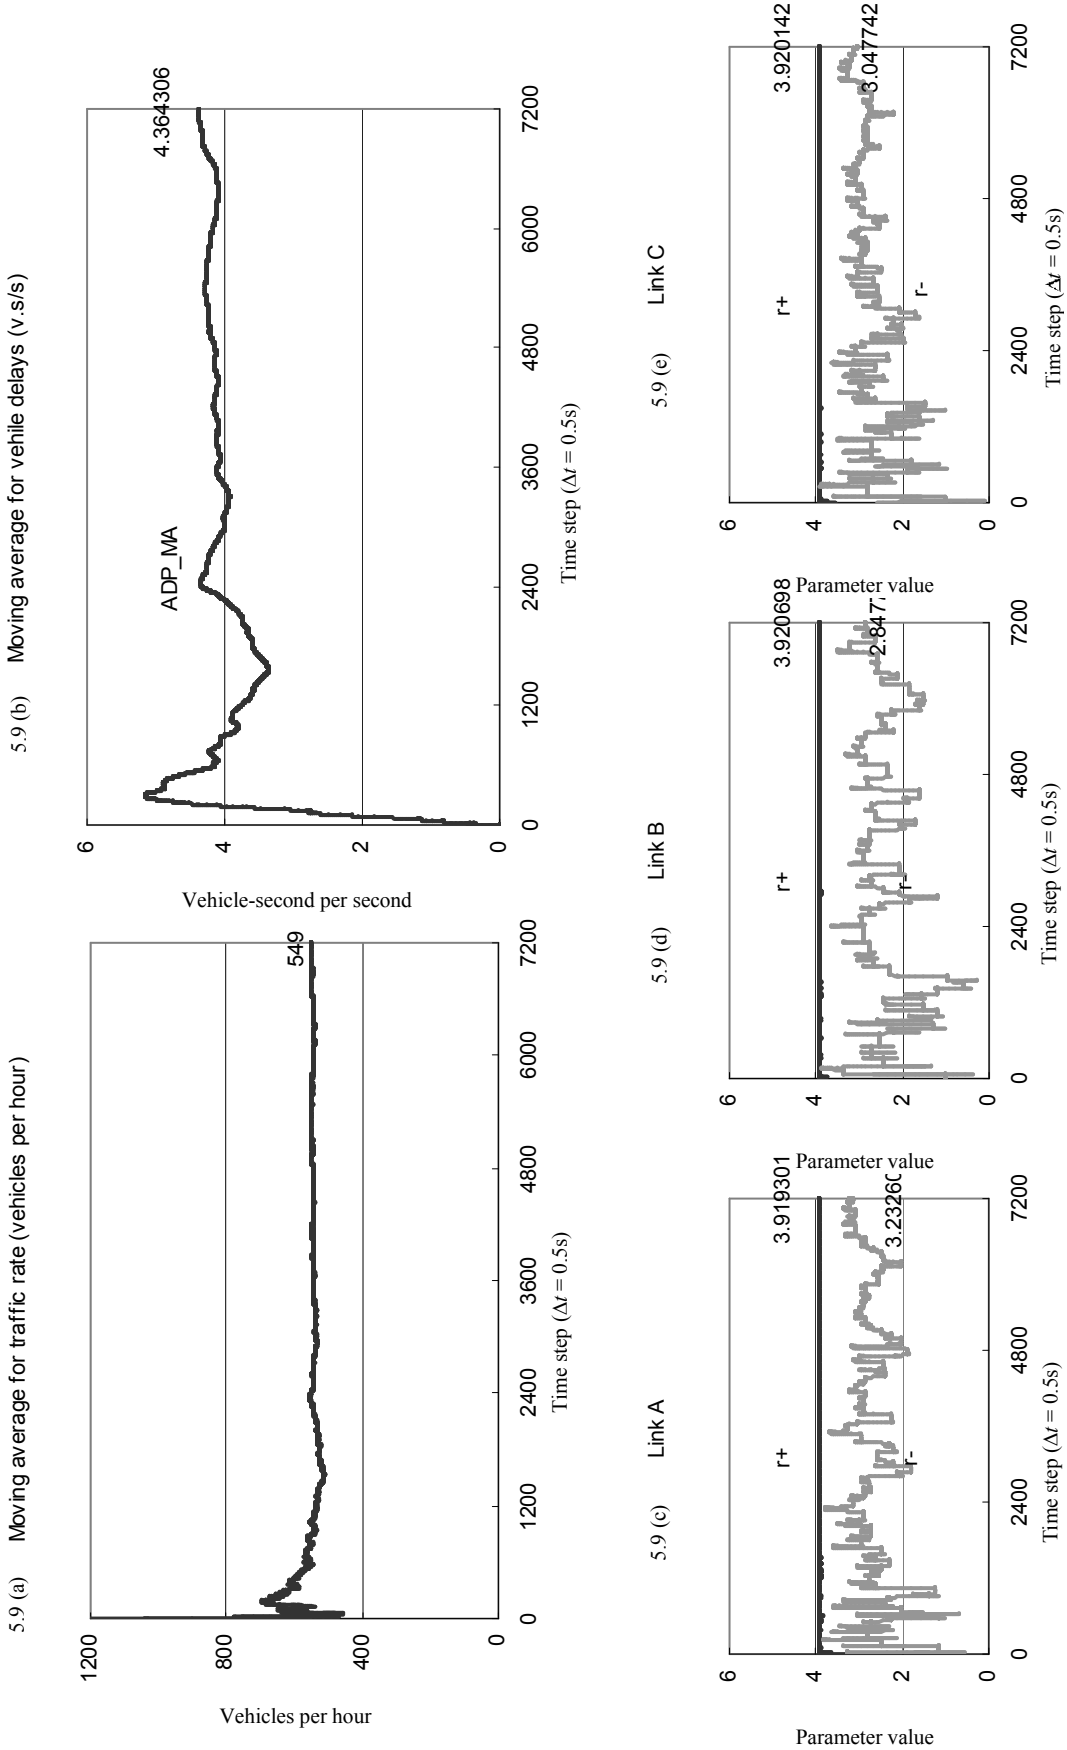 5.9 (a) Moving average for traffic rate (vehicles per hour)
Vehicles per hour
1200
800
400
0
549
0 1200 2400 3600 4800 6000 7200
Time step (Δt = 0.5s)
5.9 (b) Moving average for vehile delays (v.s/s)
Vehicle-second per second
6
4
2
0
ADP_MA
4.364306
0 1200 2400 3600 4800 6000 7200
Time step (Δt = 0.5s)
5.9 (c) Link A
Parameter value
6
4
2
0
r+
r-
3.919301
3.2326
0 2400 4800 7200
Time step (Δt = 0.5s)
5.9 (d) Link B
Parameter value
6
4
2
0
r+
r-
3.920698
2.847
0 2400 4800 7200
Time step (Δt = 0.5s)
5.9 (e) Link C
Parameter value
6
4
2
0
r+
r-
3.920142
3.047742
0 2400 4800 7200
Time step (Δt = 0.5s)